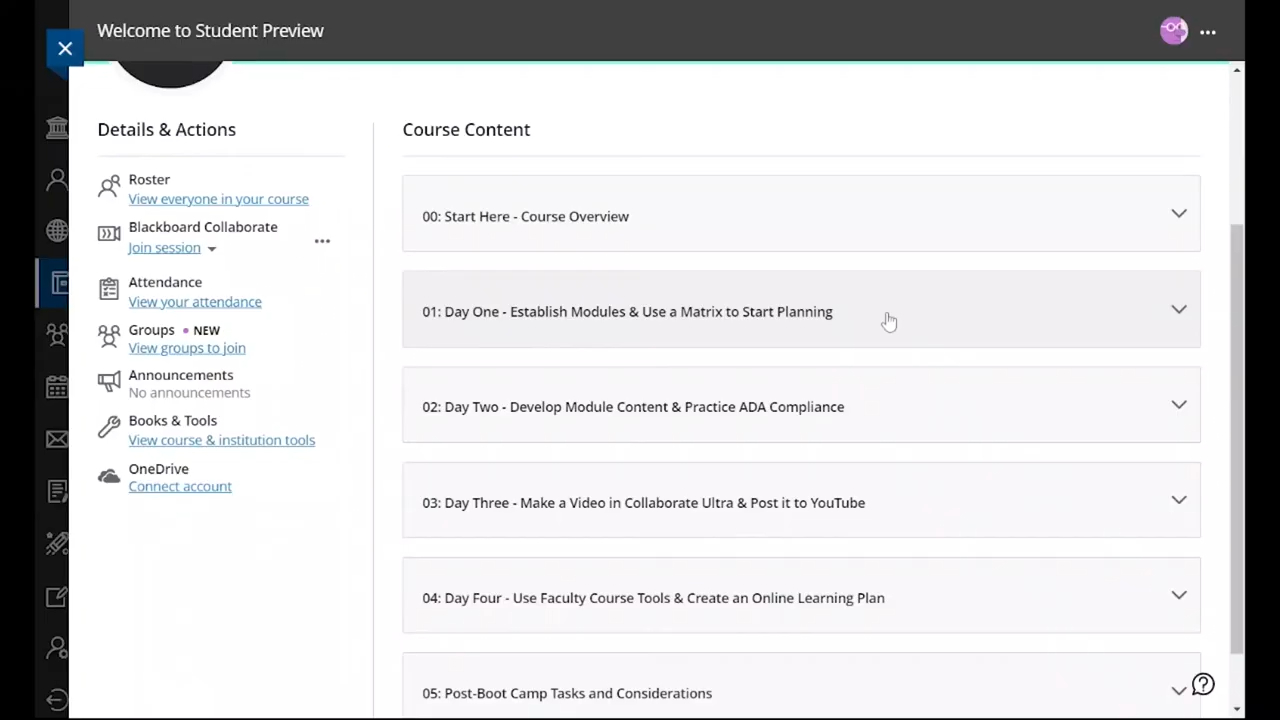 Welcome to Student Preview
Details & Actions
Roster
View everyone in your course
Blackboard Collaborate
Join session
Attendance
View your attendance
Groups • NEW
View groups to join
Announcements
No announcements
Books & Tools
View course & institution tools
OneDrive
Connect account
Course Content
00: Start Here - Course Overview
01: Day One - Establish Modules & Use a Matrix to Start Planning
02: Day Two - Develop Module Content & Practice ADA Compliance
03: Day Three - Make a Video in Collaborate Ultra & Post it to YouTube
04: Day Four - Use Faculty Course Tools & Create an Online Learning Plan
05: Post-Boot Camp Tasks and Considerations